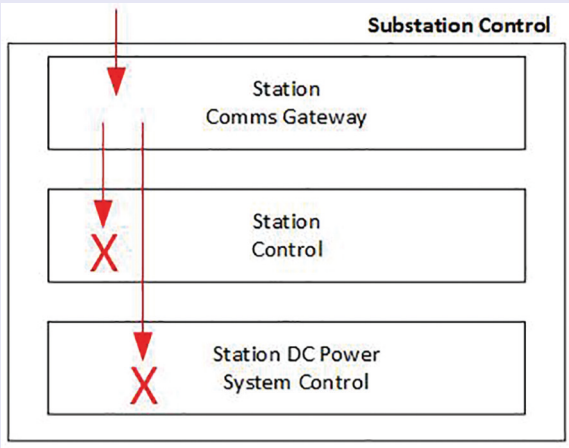 Substation Control
Station
Comms Gateway
Station
Control
X
Station DC Power
System Control
X